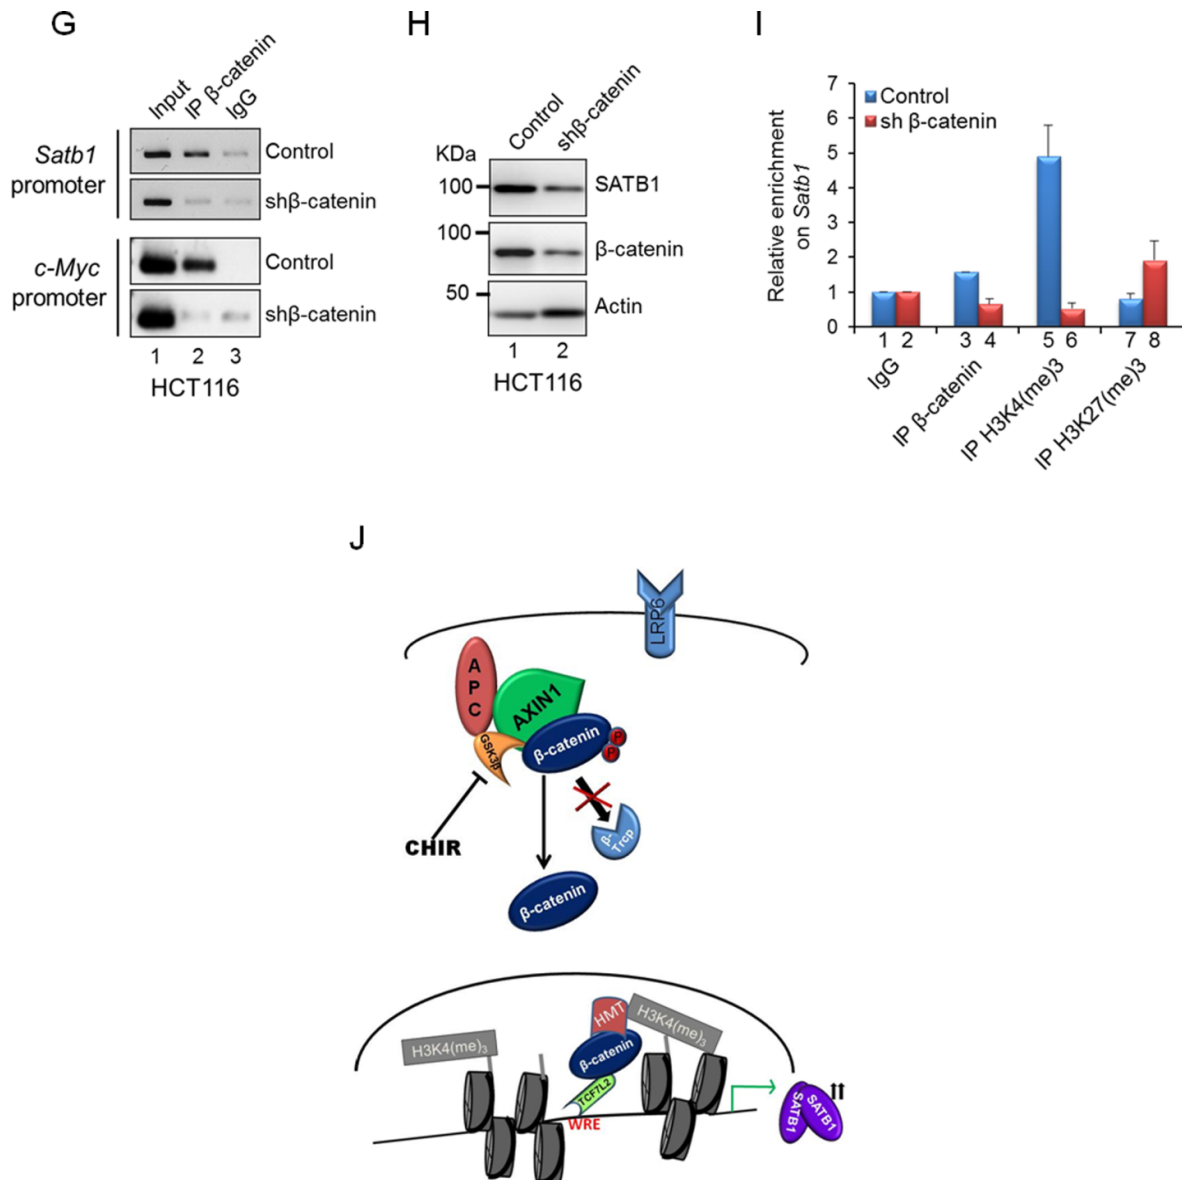 G
Input
IP β-catenin
IgG
Satb1
promoter
Control
shβ-catenin
c-Myc
promoter
Control
shβ-catenin
1 2 3
HCT116
H
Control
shβ-catenin
KDa
100
SATB1
100
β-catenin
50
Actin
1 2
HCT116
I
Relative enrichment
on Satb1
7
6
5
4
3
2
1
0
Control
sh β-catenin
1 2 3 4 5 6 7 8
IgG
IP β-catenin
IP H3K4(me)3
IP H3K27(me)3
J
LRP6
APC
AXIN1
GSK3β
β-catenin
P
P
β-
Trcp
CHIR
β-catenin
HMT
H3K4(me)3
H3K4(me)3
β-catenin
TCF7L2
WRE
SATB1
SATB1